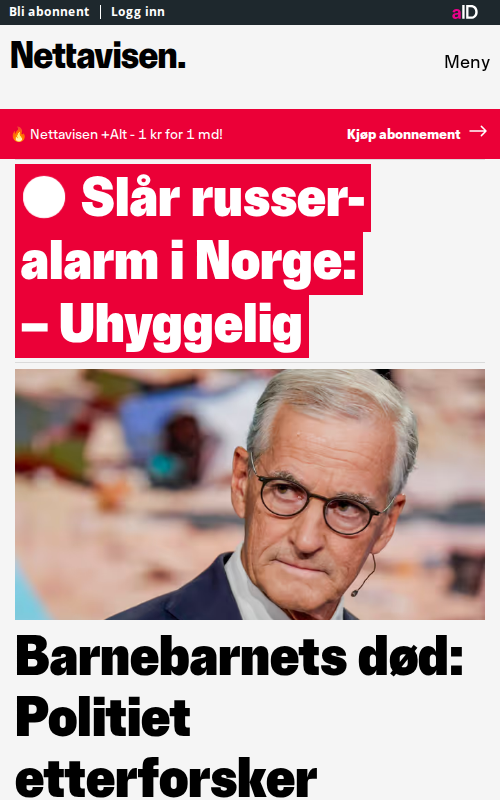 Bli abonnent | Logg inn
aID
Nettavisen.
Meny
🔥 Nettavisen +Alt - 1 kr for 1 md!
Kjøp abonnement →
Slår russer-
alarm i Norge:
– Uhyggelig
Barnebarnets død:
Politiet
etterforsker